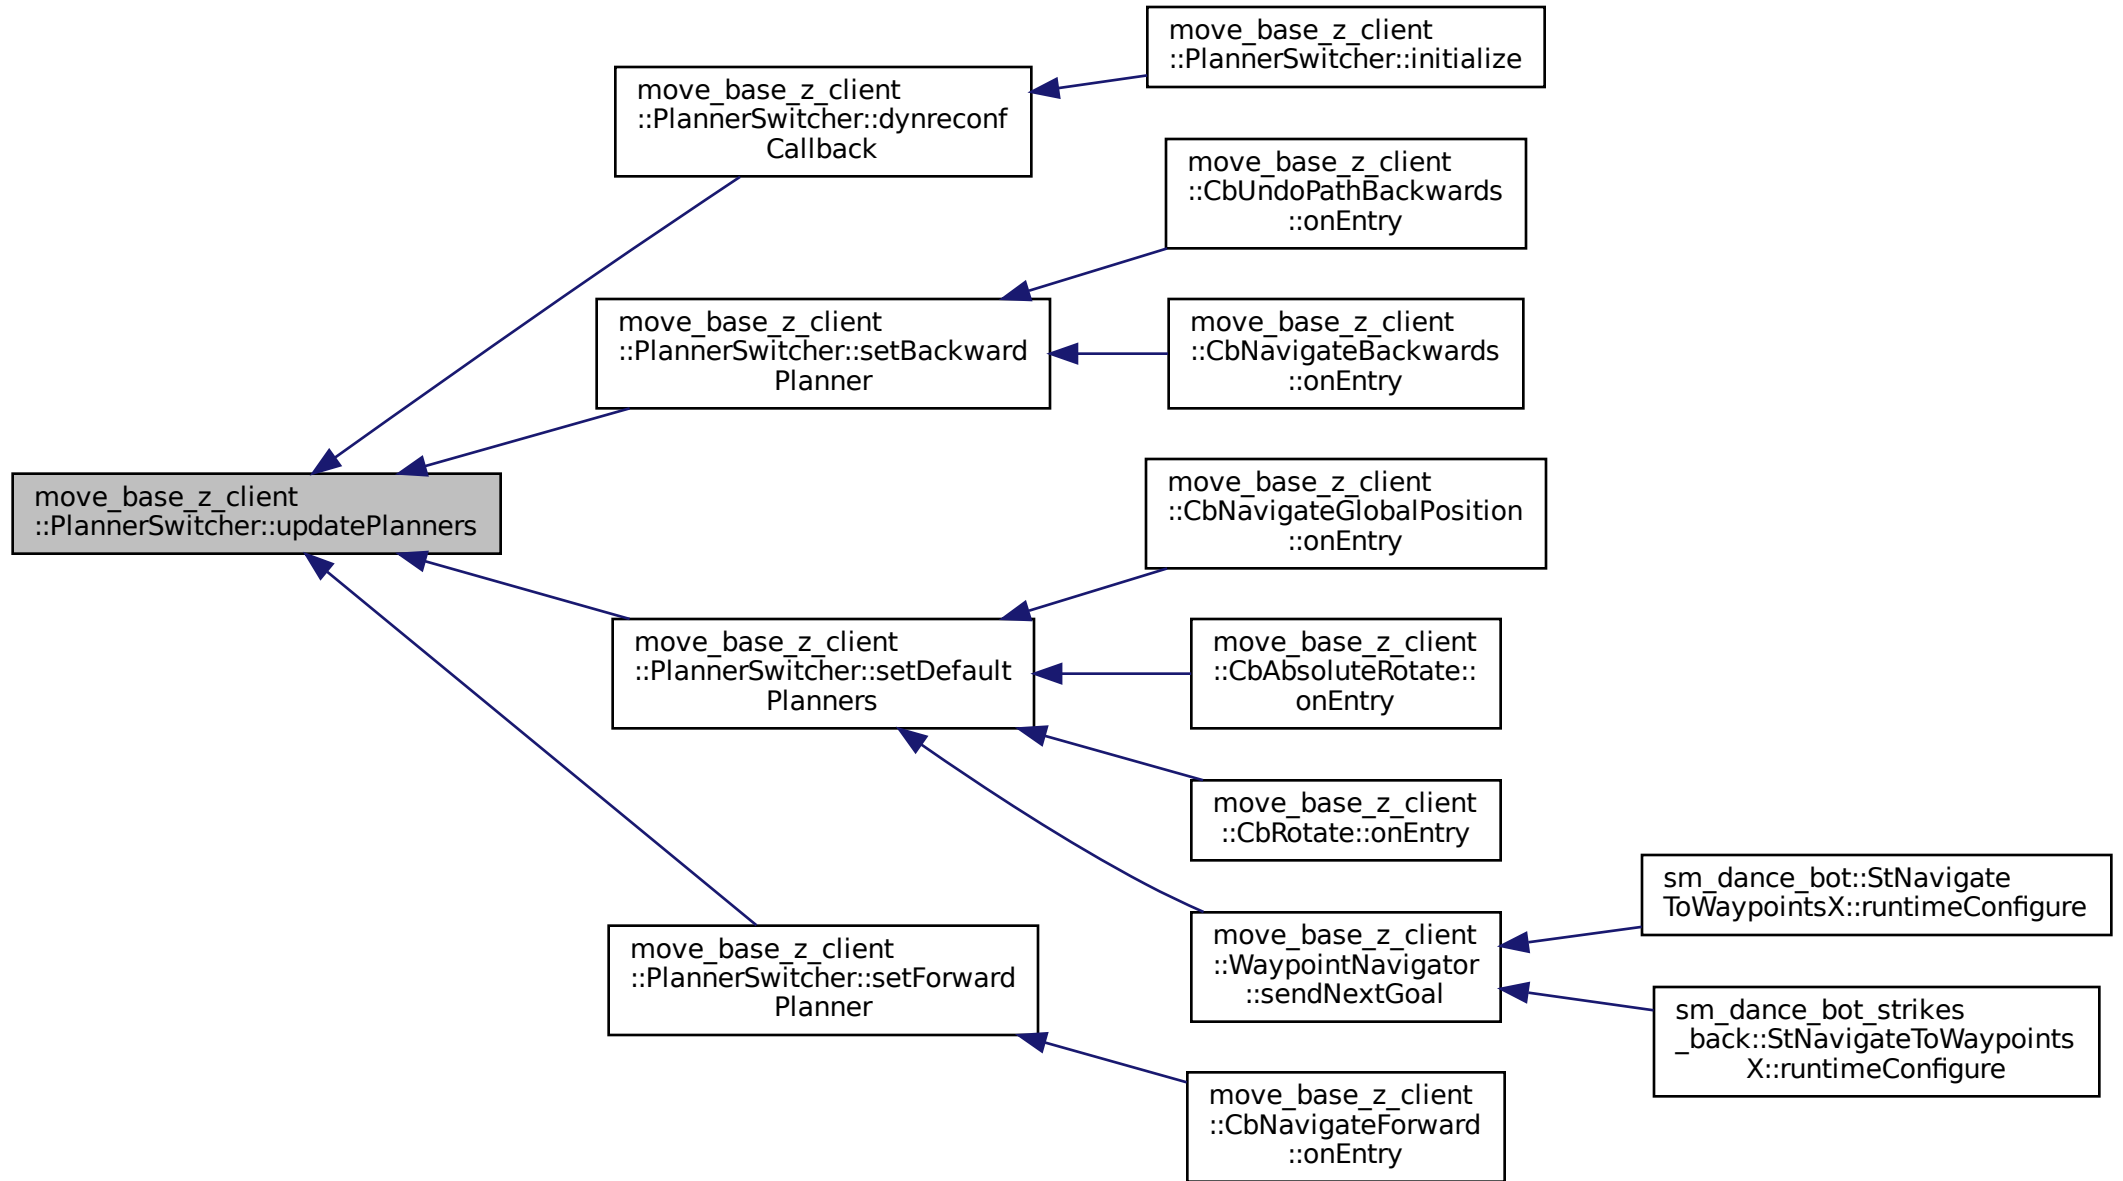 move_base_z_client
::PlannerSwitcher::updatePlanners
move_base_z_client
::PlannerSwitcher::dynreconf
Callback
move_base_z_client
::PlannerSwitcher::initialize
move_base_z_client
::PlannerSwitcher::setBackward
Planner
move_base_z_client
::CbUndoPathBackwards
::onEntry
move_base_z_client
::CbNavigateBackwards
::onEntry
move_base_z_client
::PlannerSwitcher::setDefault
Planners
move_base_z_client
::CbNavigateGlobalPosition
::onEntry
move_base_z_client
::CbAbsoluteRotate::
onEntry
move_base_z_client
::CbRotate::onEntry
move_base_z_client
::WaypointNavigator
::sendNextGoal
sm_dance_bot::StNavigate
ToWaypointsX::runtimeConfigure
sm_dance_bot_strikes
_back::StNavigateToWaypoints
X::runtimeConfigure
move_base_z_client
::PlannerSwitcher::setForward
Planner
move_base_z_client
::CbNavigateForward
::onEntry